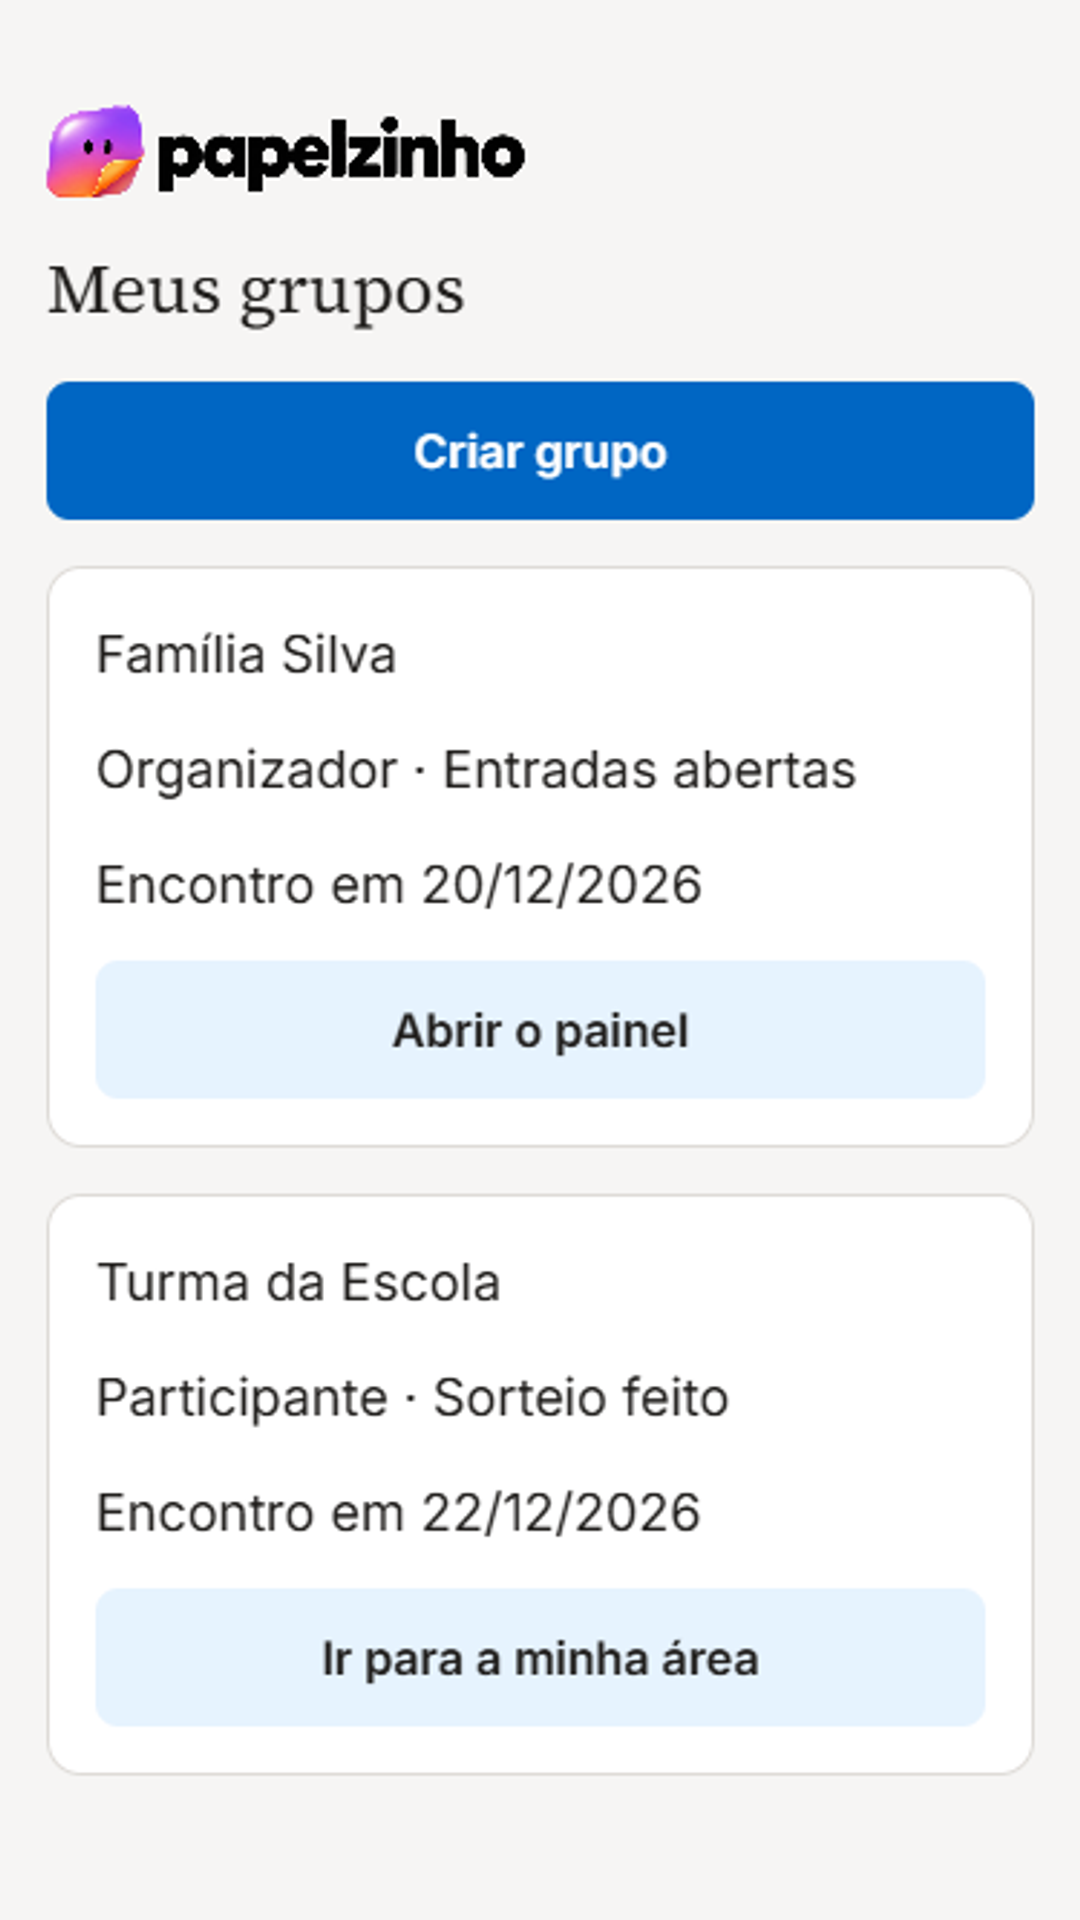 papelzinho
Meus grupos
Criar grupo
Família Silva
Organizador · Entradas abertas
Encontro em 20/12/2026
Abrir o painel
Turma da Escola
Participante · Sorteio feito
Encontro em 22/12/2026
Ir para a minha área